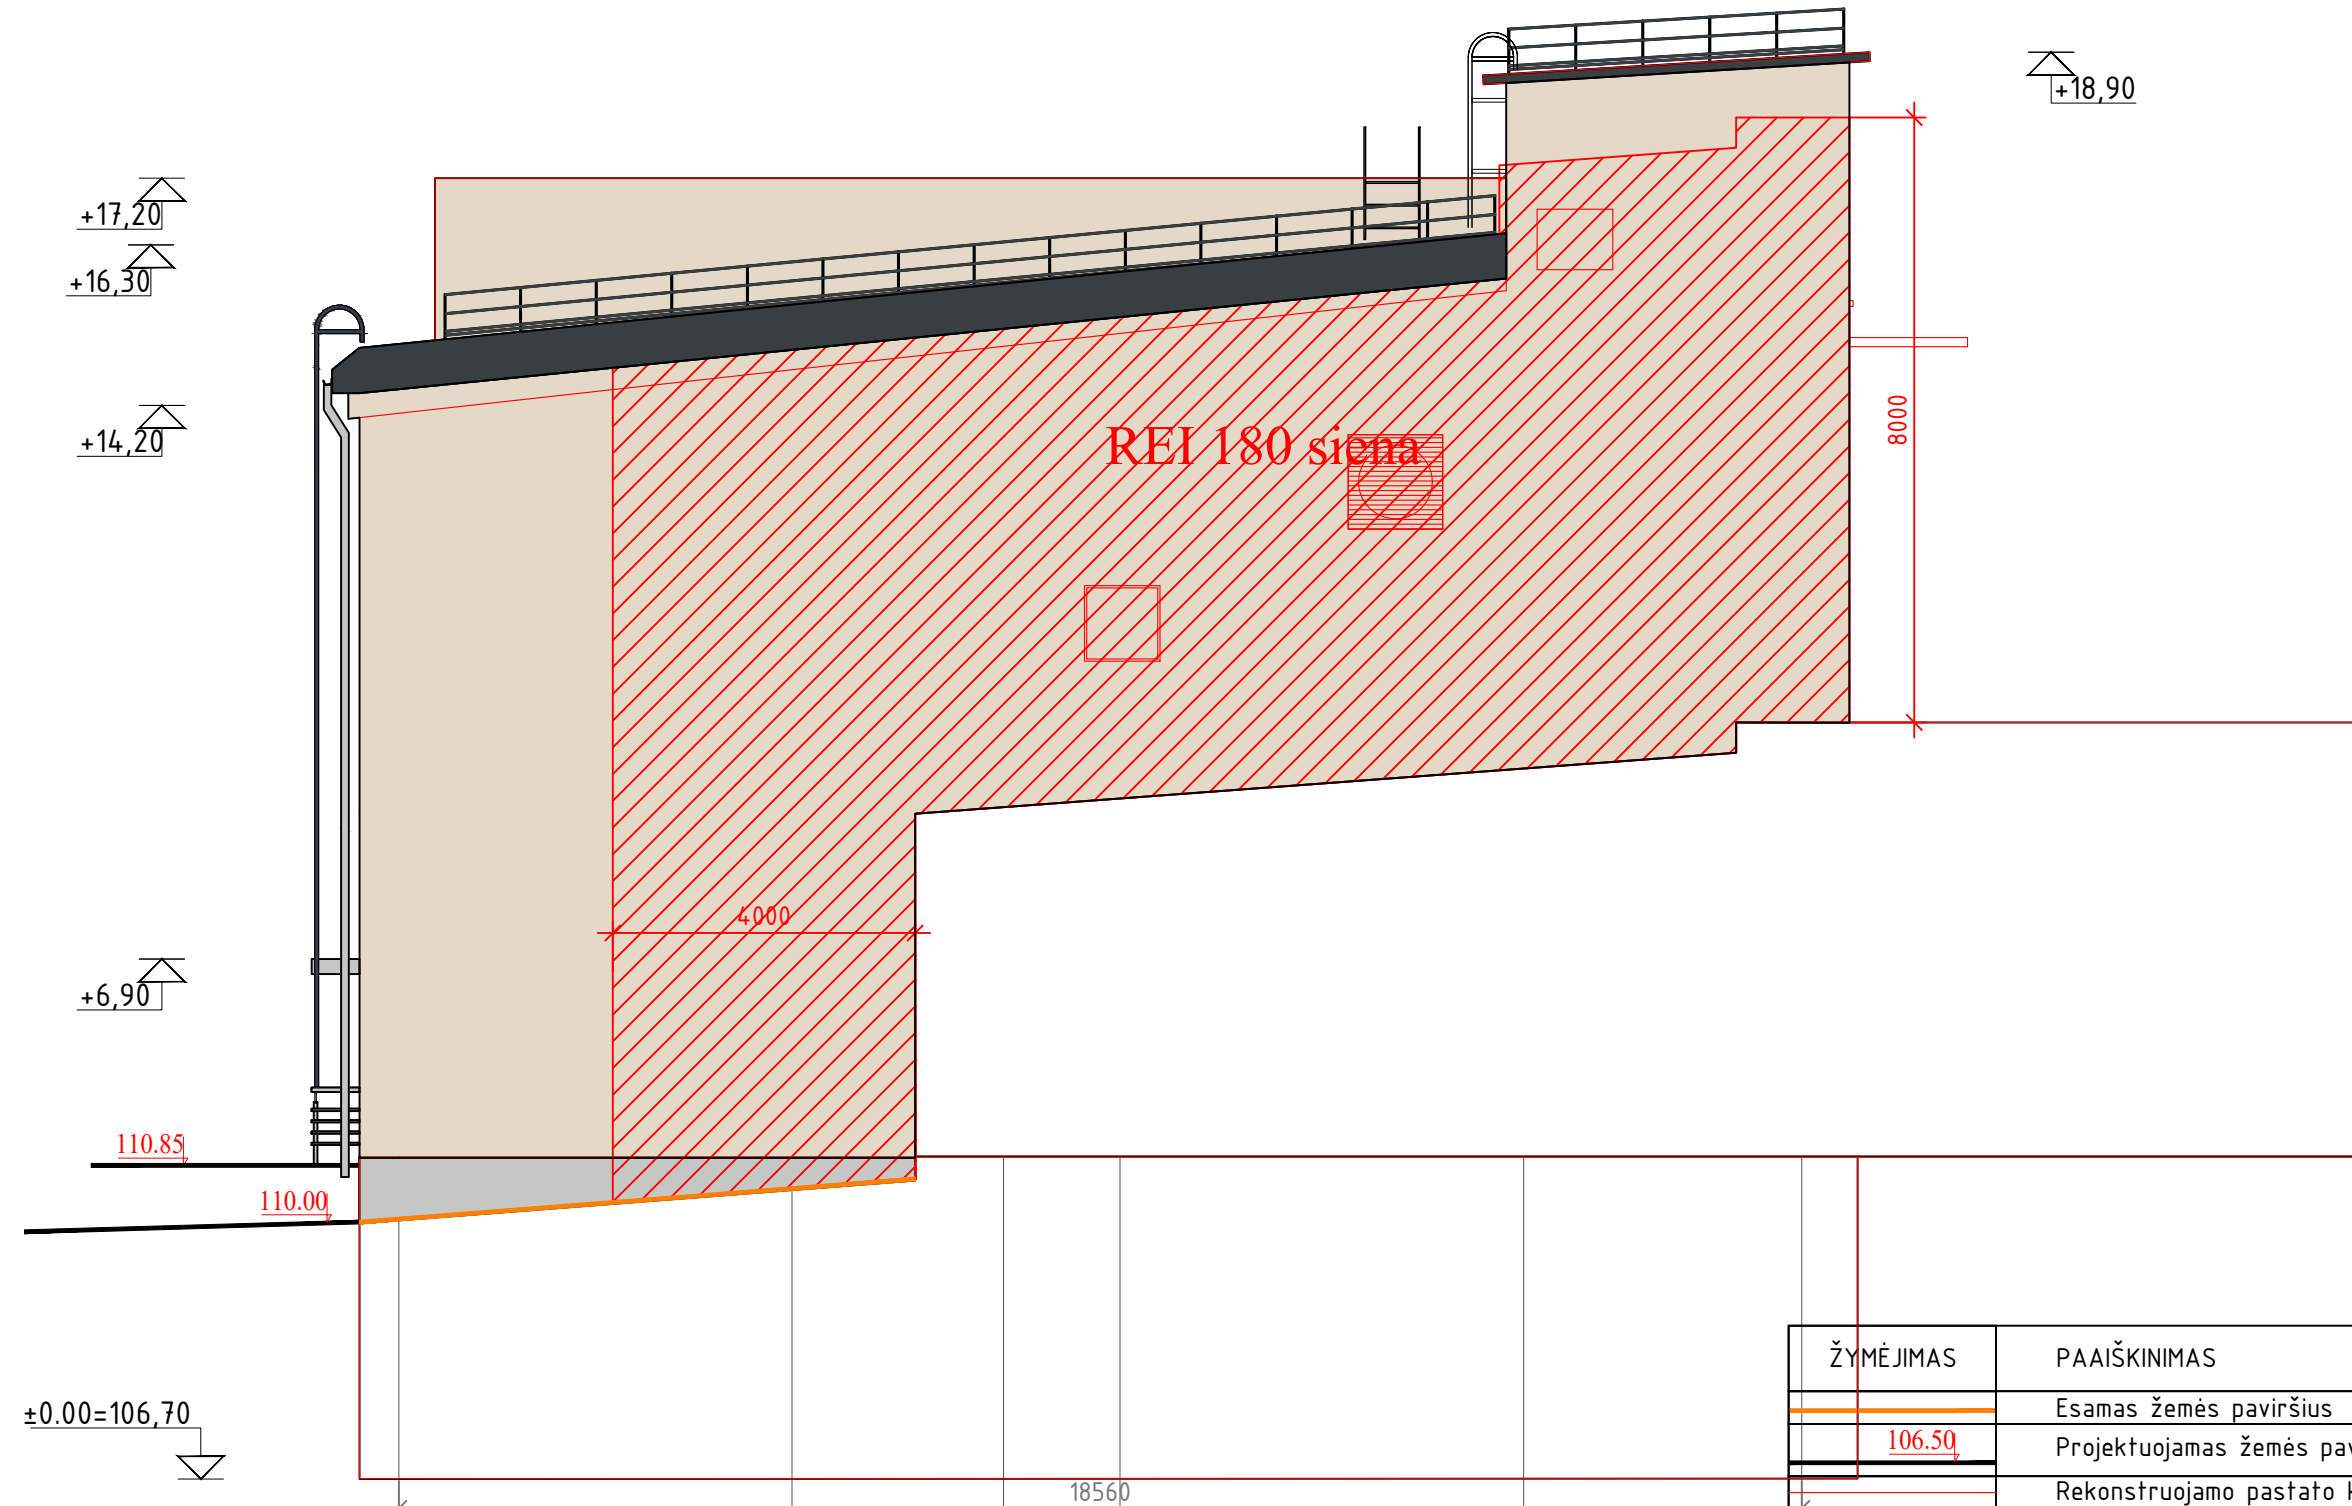 +18,90
+17,20
+16,30
+14,20
REI 180 siena
8000
4000
+6,90
110.85
110.00
±0.00=106,70
18560
ŽYMĖJIMAS PAAIŠKINIMAS
Esamas žemės paviršius
106.50 Projektuojamas žemės
Rekonstruojamo pastato